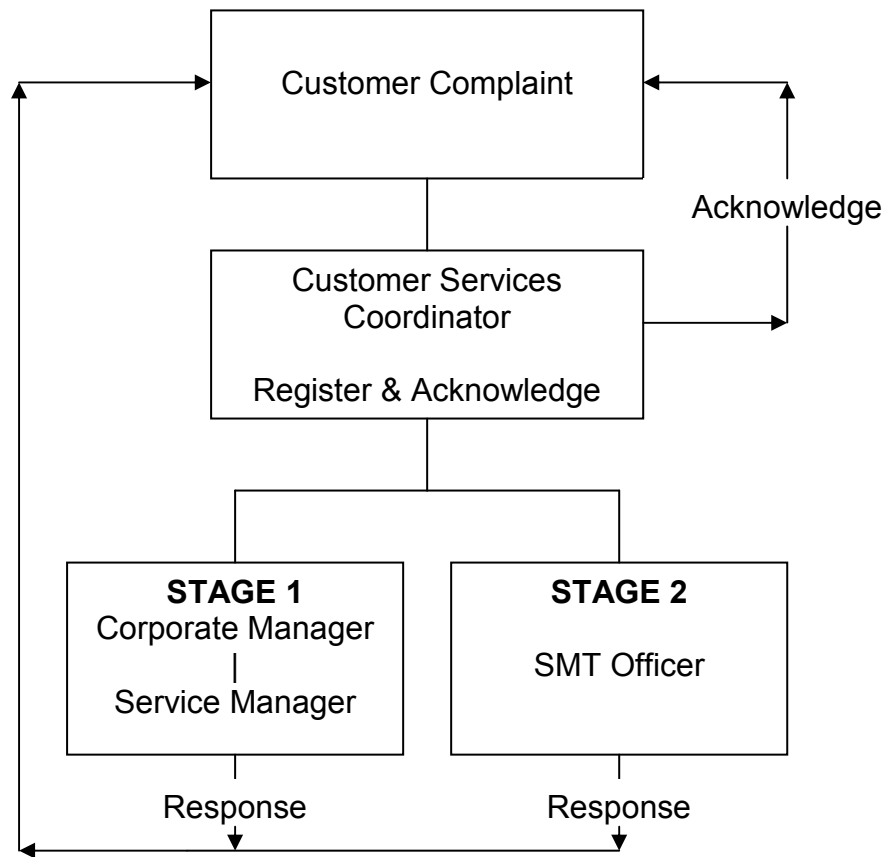 Customer Complaint
Acknowledge
Customer Services
Coordinator
Register & Acknowledge
STAGE 1
Corporate Manager
Service Manager
STAGE 2
SMT Officer
Response
Response